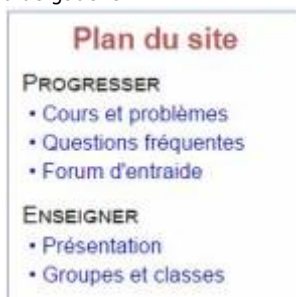 Plan du site
PROGRESSER
• Cours et problèmes
• Questions fréquentes
• Forum d'entraide
ENSEIGNER
• Présentation
• Groupes et classes